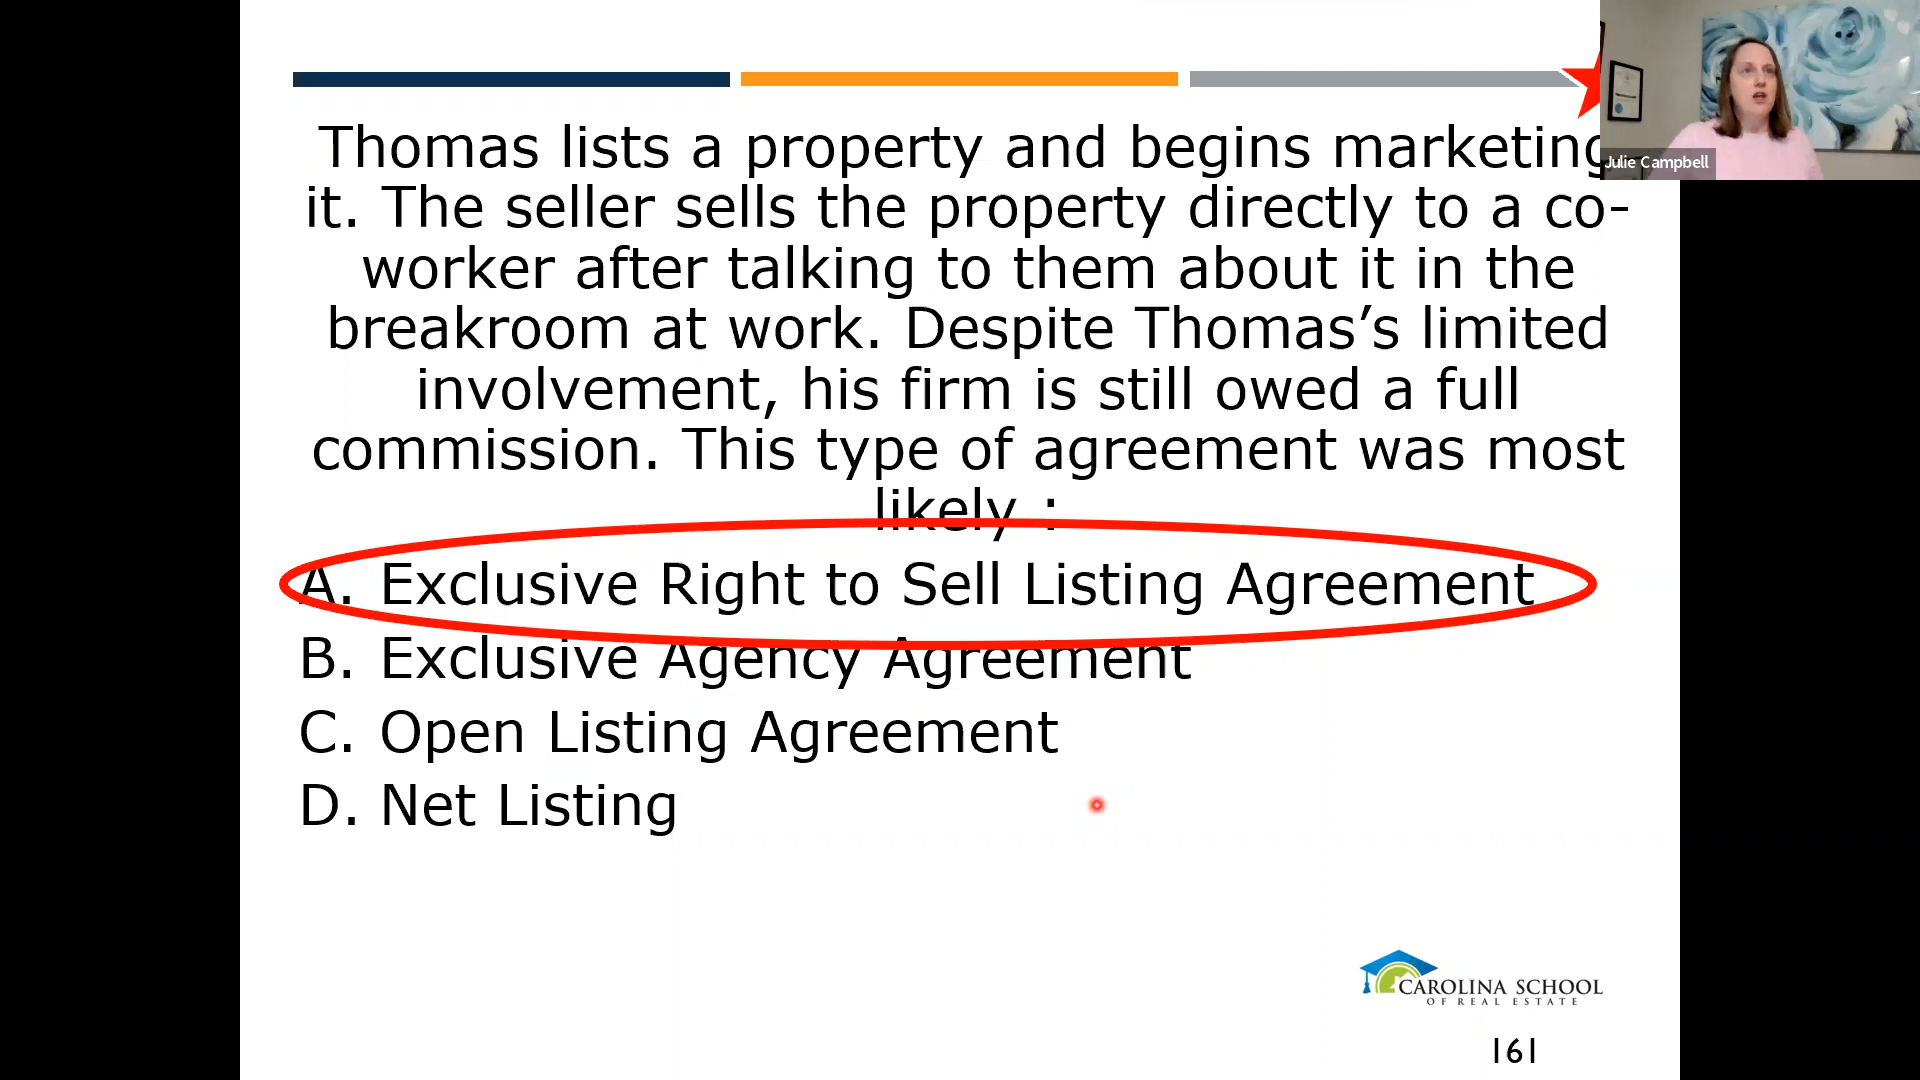 Thomas lists a property and begins marketing
it. The seller sells the property directly to a co-
worker after talking to them about it in the
breakroom at work. Despite Thomas’s limited
involvement, his firm is still owed a full
commission. This type of agreement was most
likely :
A. Exclusive Right to Sell Listing Agreement
B. Exclusive Agency Agreement
C. Open Listing Agreement
D. Net Listing
Julie Campbell
CAROLINA SCHOOL
OF REAL ESTATE
161